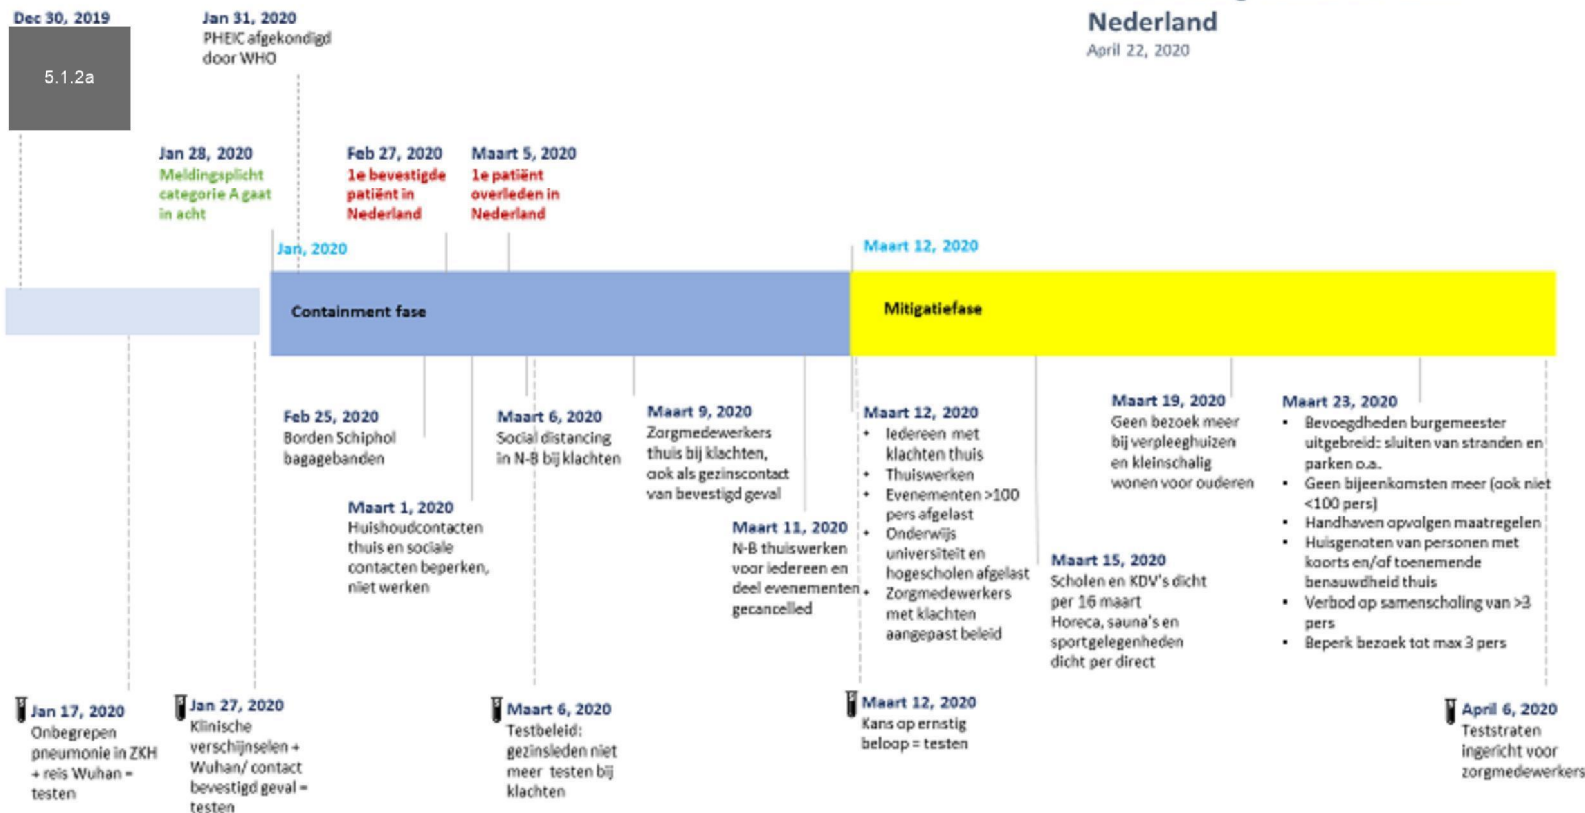 Dec 30, 2019
5.1.2a
Jan 31, 2020
PHEIC afgekondigd
door WHO
Nederland
April 22, 2020
Jan 28, 2020
Meldingsplicht
categorie A gaat
in acht
Feb 27, 2020
1e bevestigde
patiënt in
Nederland
Maart 5, 2020
1e patiënt
overleden in
Nederland
Jan, 2020
Maart 12, 2020
Containment fase
Mitigatiefase
Feb 25, 2020
Borden Schiphol
bagagebanden
Maart 1, 2020
Huishoudcontacten
thuis en sociale
contacten beperken,
niet werken
Maart 6, 2020
Social distancing
in N-B bij klachten
Maart 9, 2020
Zorgmedewerkers
thuis bij klachten,
ook als gezinscontact
van bevestigd geval
Maart 11, 2020
N-B thuiswerken
voor iedereen en
deel evenementen
gecancelled
Maart 12, 2020
• Iedereen met
klachten thuis
• Thuiswerken
• Evenementen >100
pers afgelast
• Onderwijs
universiteit en
hogescholen afgelast
• Zorgmedewerkers
met klachten
aangepast beleid
Maart 15, 2020
Scholen en KDV's dicht
per 16 maart
Horeca, sauna's en
sportgelegenheden
dicht per direct
Maart 19, 2020
Geen bezoek meer
bij verpleeghuizen
en kleinschalig
wonen voor ouderen
Maart 23, 2020
• Bevoegdheden burgemeester
uitgebreid: sluiten van stranden en
parken o.a.
• Geen bijeenkomsten meer (ook niet
<100 pers)
• Handhaven opvolgen maatregelen
• Huisgenoten van personen met
koorts en/of toenemende
benauwdheid thuis
• Verbod op samenscholing van >3
pers
• Beperk bezoek tot max 3 pers
Jan 17, 2020
Onbegrepen
pneumonie in ZKH
+ reis Wuhan =
testen
Jan 27, 2020
Klinische
verschijnselen +
Wuhan/ contact
bevestigd geval =
testen
Maart 6, 2020
Testbeleid:
gezinsleden niet
meer testen bij
klachten
Maart 12, 2020
Kans op ernstig
beloop = testen
April 6, 2020
Teststraten
ingericht voor
zorgmedewerkers